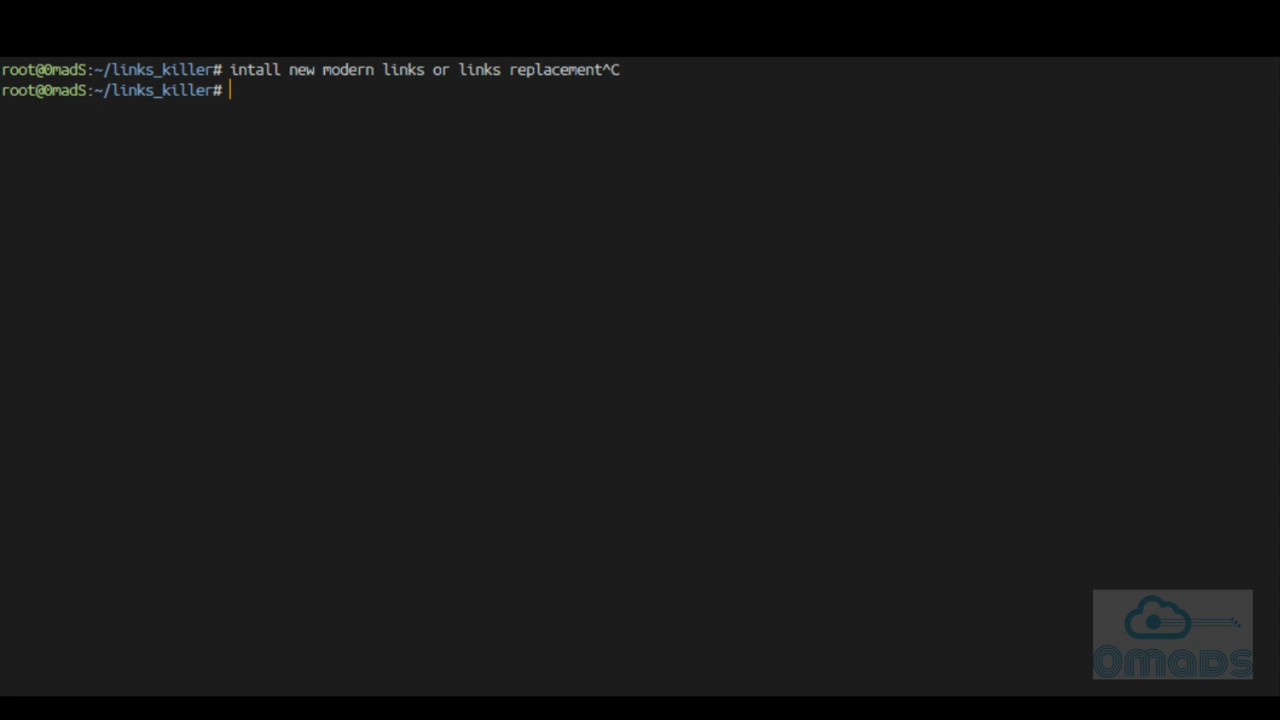 root@0madS:~/links_killer# intall new modern links or links replacement^C
root@0madS:~/links_killer#
0maDS